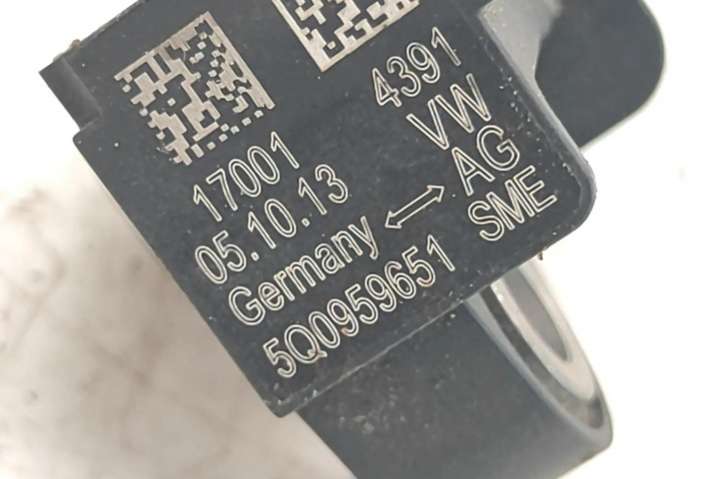 4391
VW
AG
SME
17001
05.10.13
Germany
5Q0959651